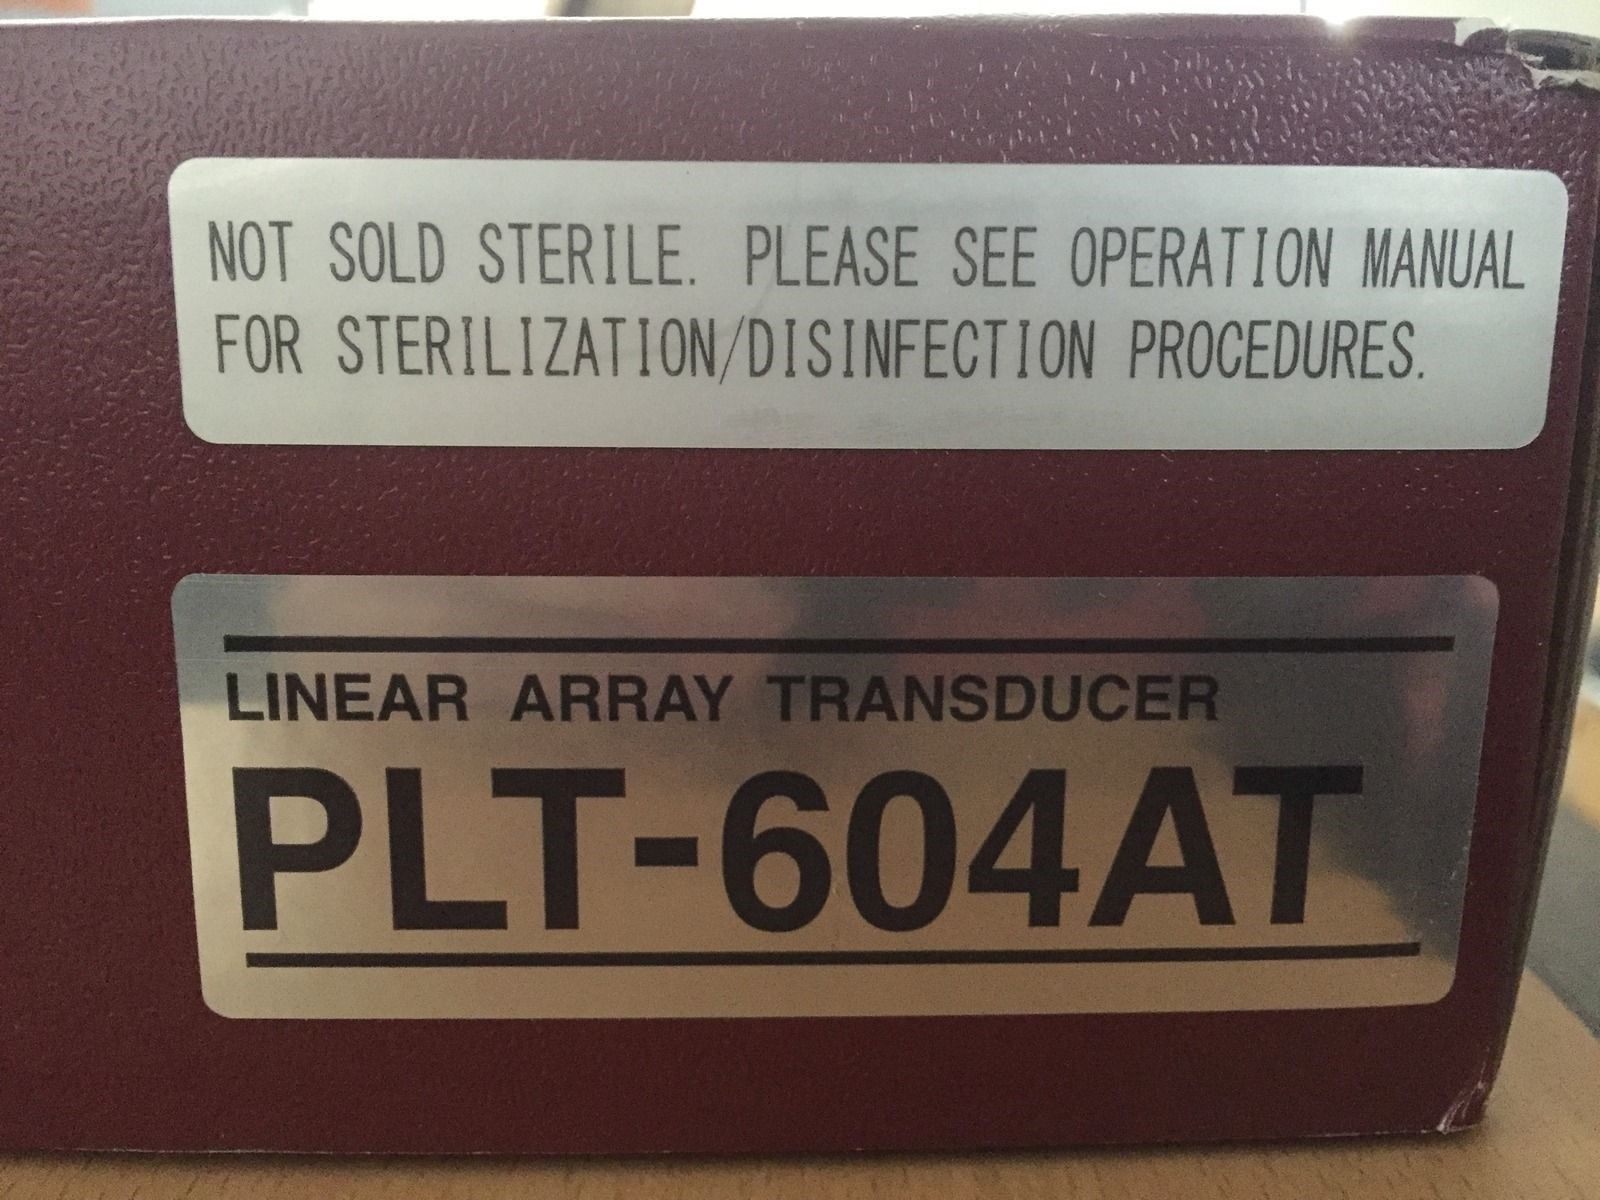 NOT SOLD STERILE. PLEASE SEE OPERATION MANUAL
FOR STERILIZATION/DISINFECTION PROCEDURES.
LINEAR ARRAY TRANSDUCER
PLT-604AT